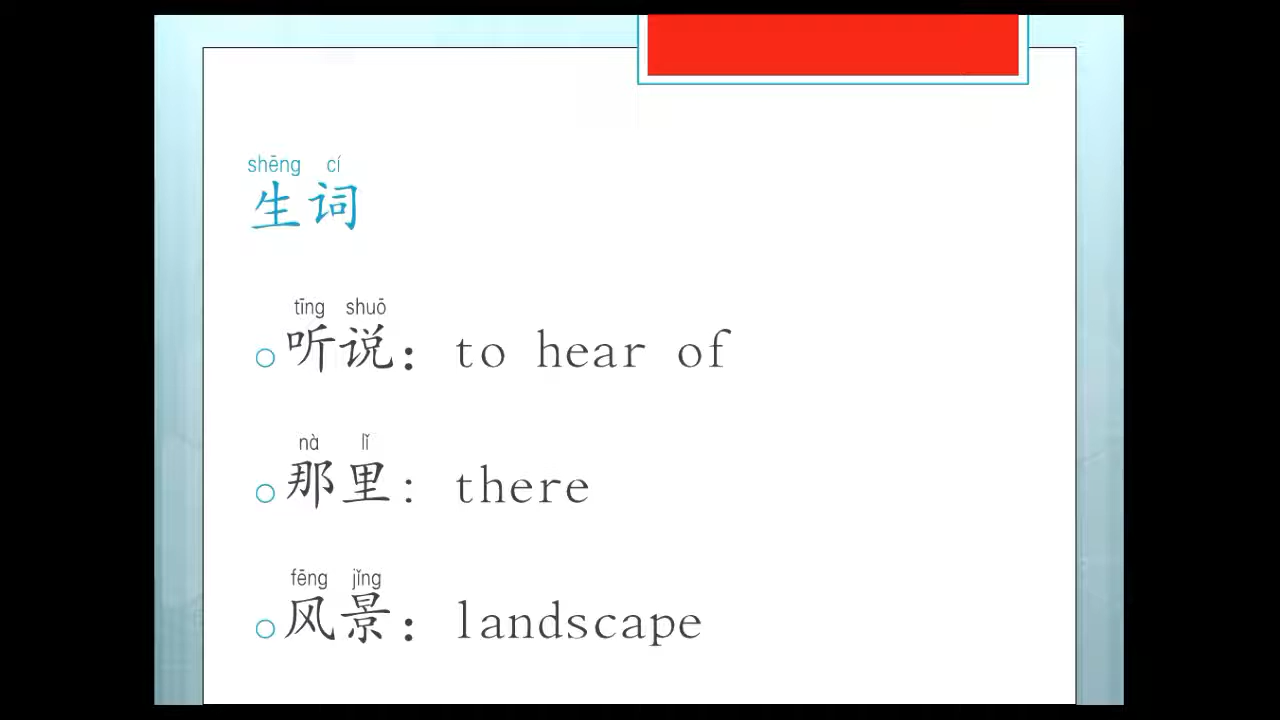 shēng cí
生词
tīng shuō
听说：to hear of
nà lǐ
那里：there
fēng jǐng
风景：landscape